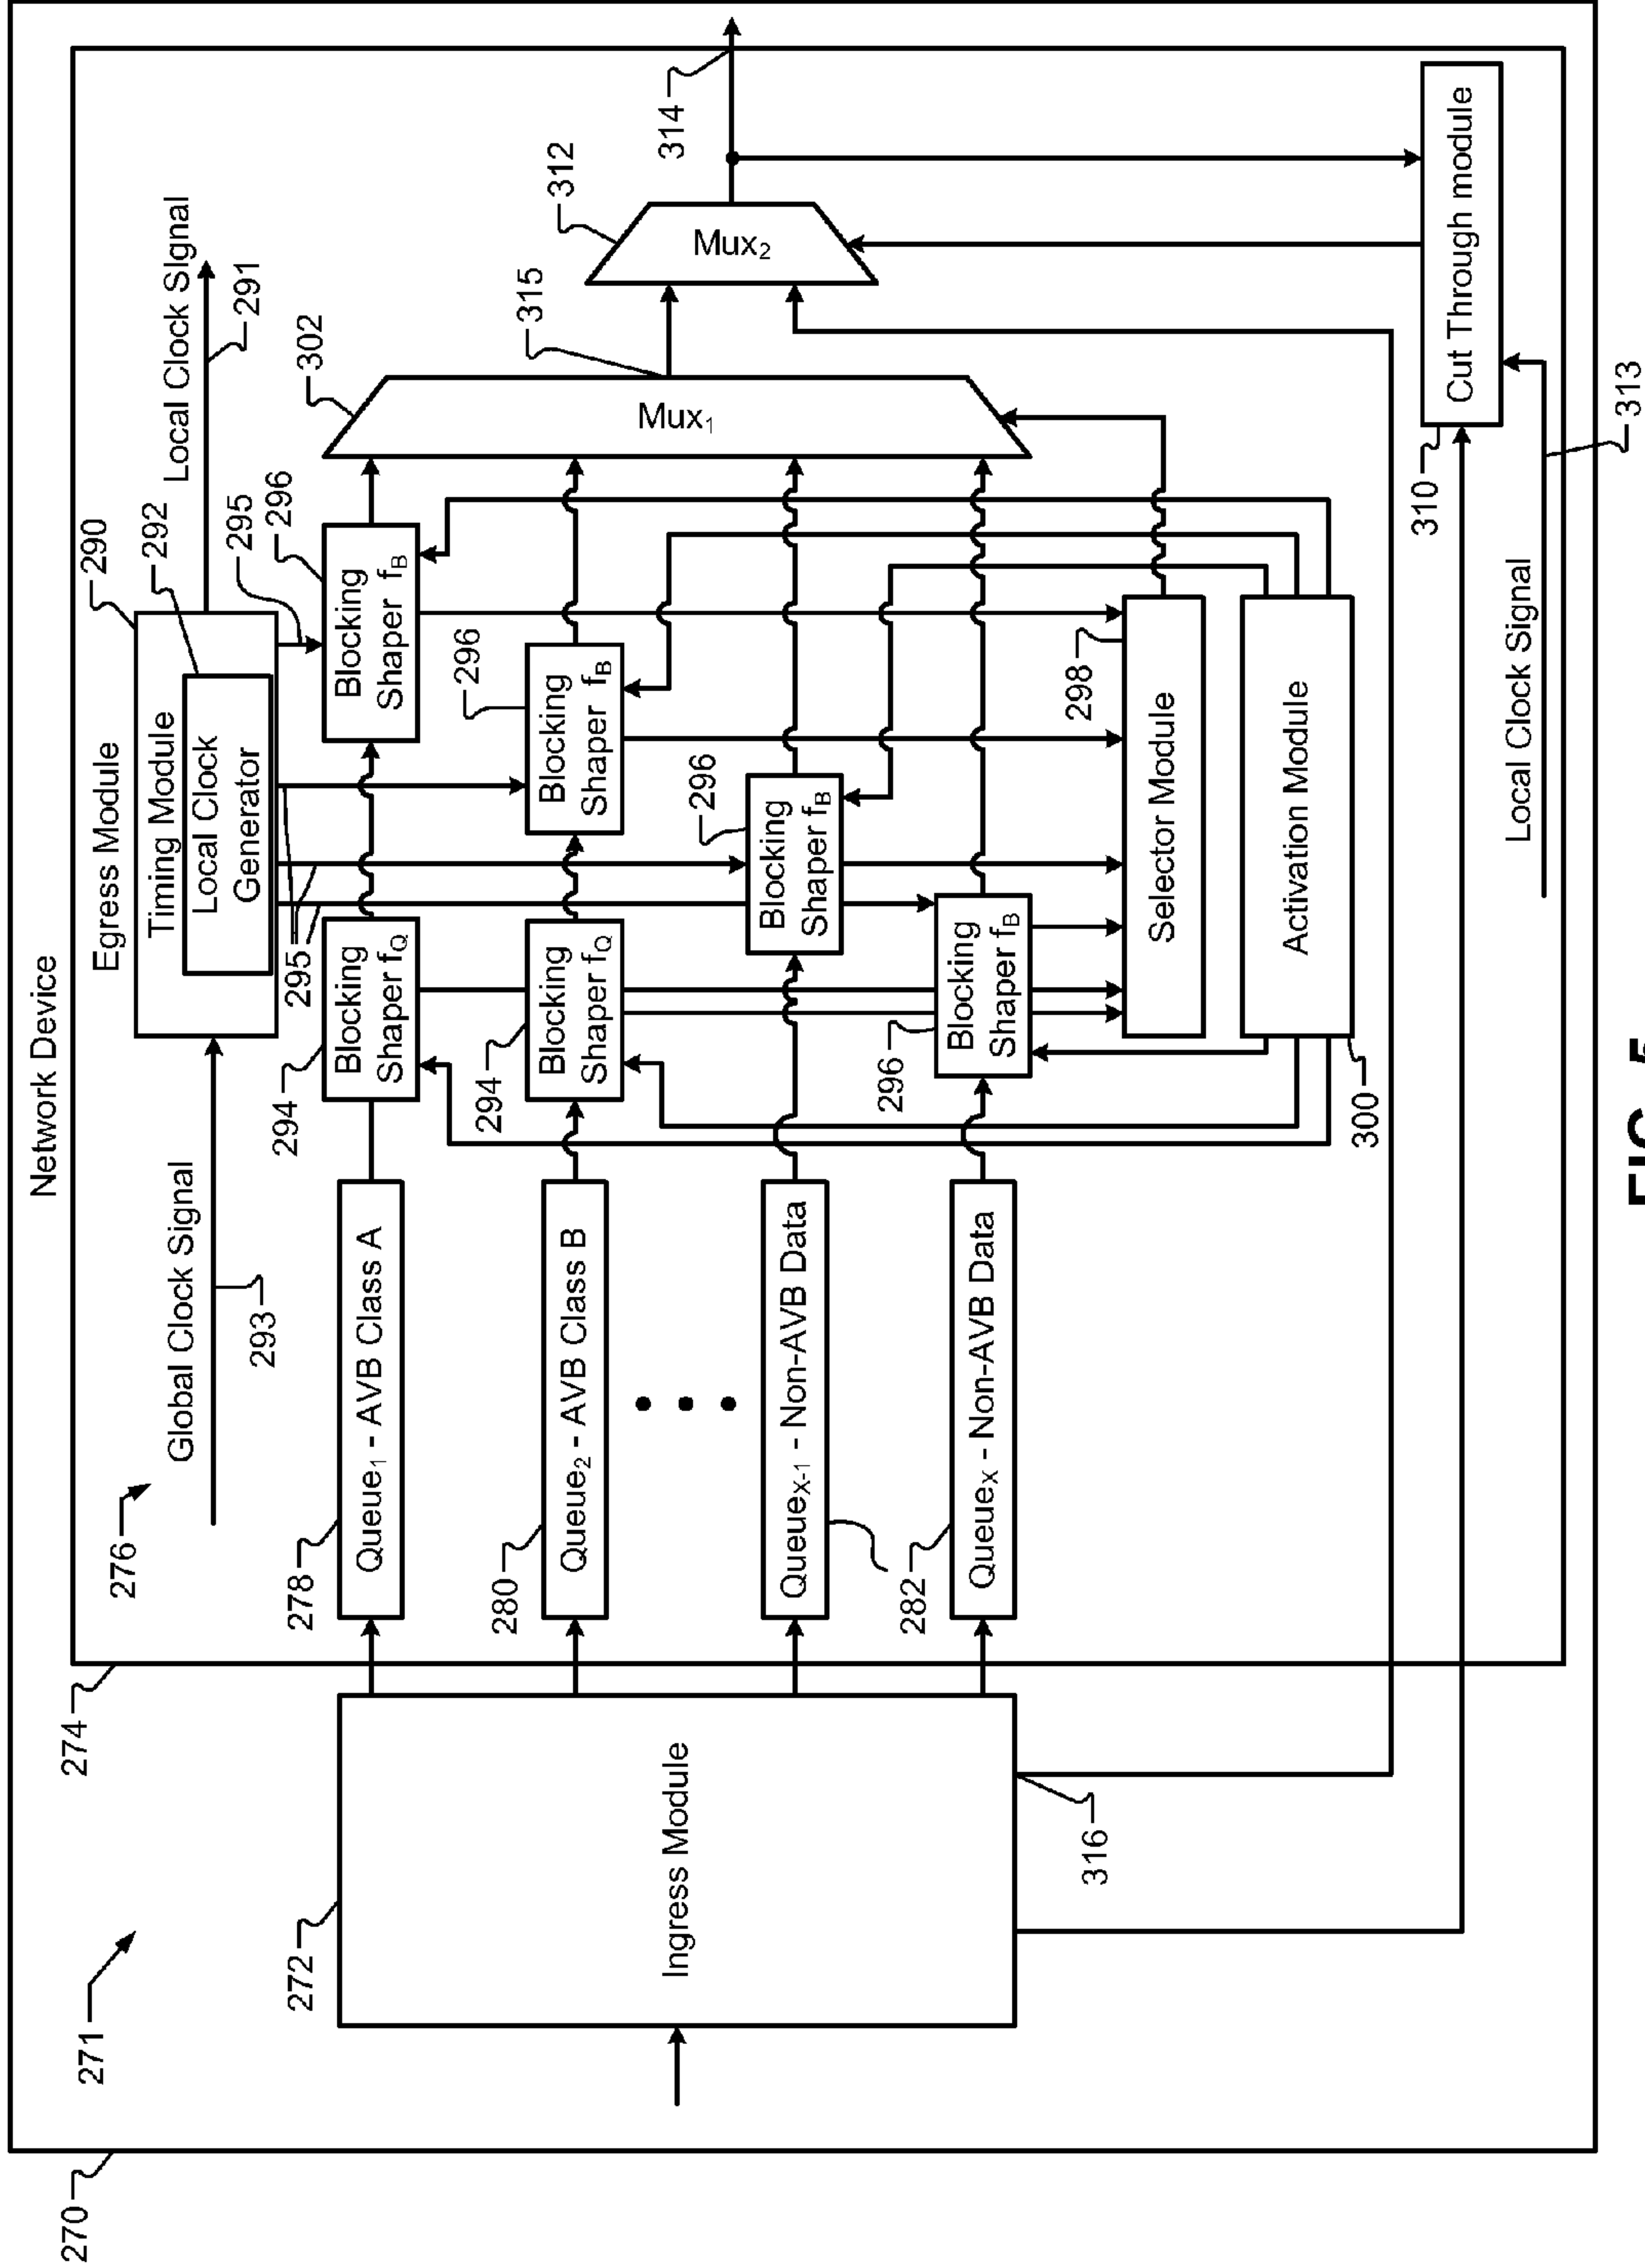 Network Device
270
271
274
276
Egress Module
290
Timing Module
292
Local Clock
Generator
Global Clock Signal
293
Local Clock SIgnal
291
295
295
272
Ingress Module
278
Queue1 - AVB Class A
294
Blocking
Shaper fQ
296
Blocking
Shaper fB
302
Mux1
315
312
Mux2
314
280
Queue2 - AVB Class B
294
Blocking
Shaper fQ
296
Blocking
Shaper fB
Queuex-1 - Non-AVB Data
296
Blocking
Shaper fB
282
Queuex - Non-AVB Data
296
Blocking
Shaper fB
298
Selector Module
300
Activation Module
316
310
Cut Through module
Local Clock Signal
313
FIG. 5